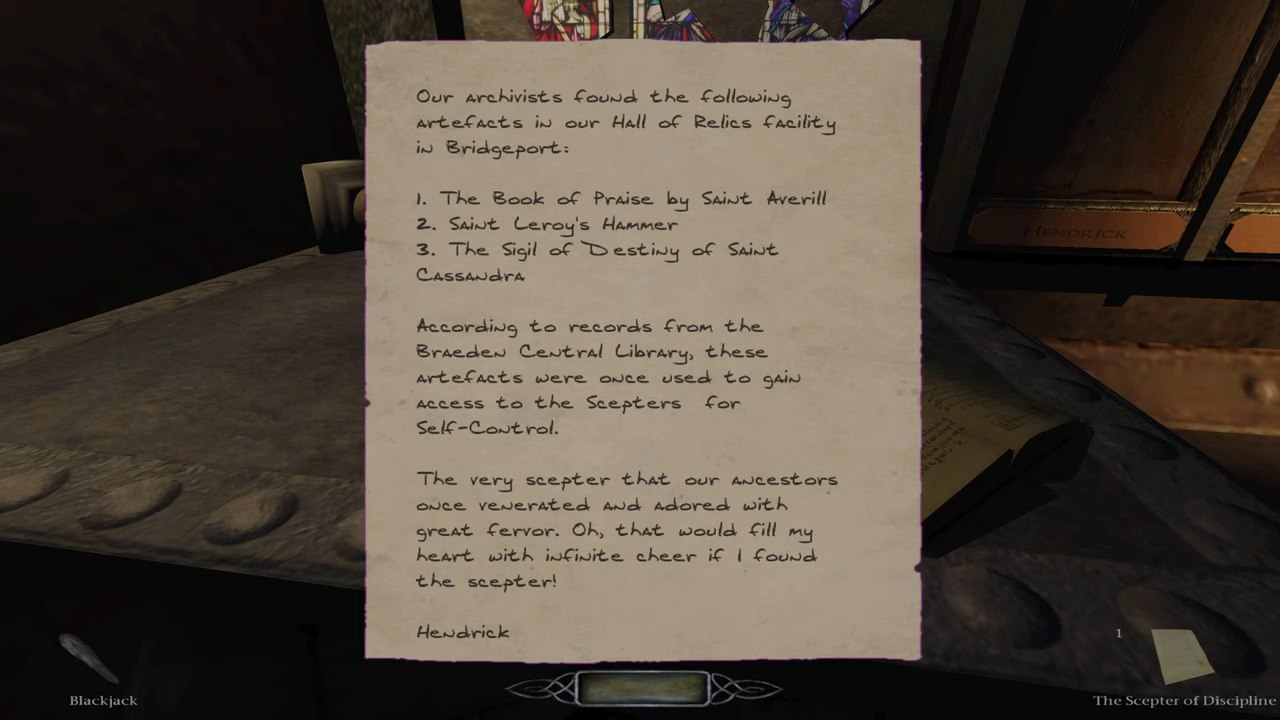 Our archivists found the following
artefacts in our Hall of Relics facility
in Bridgeport:
1. The Book of Praise by Saint Averill
2. Saint Leroy's Hammer
3. The Sigil of Destiny of Saint
Cassandra
According to records from the
Braeden Central Library, these
artefacts were once used to gain
access to the Scepters for
Self-Control.
The very scepter that our ancestors
once venerated and adored with
great fervor. Oh, that would fill my
heart with infinite cheer if I found
the scepter!
Hendrick
HENDRICK
1
Blackjack
The Scepter of Discipline